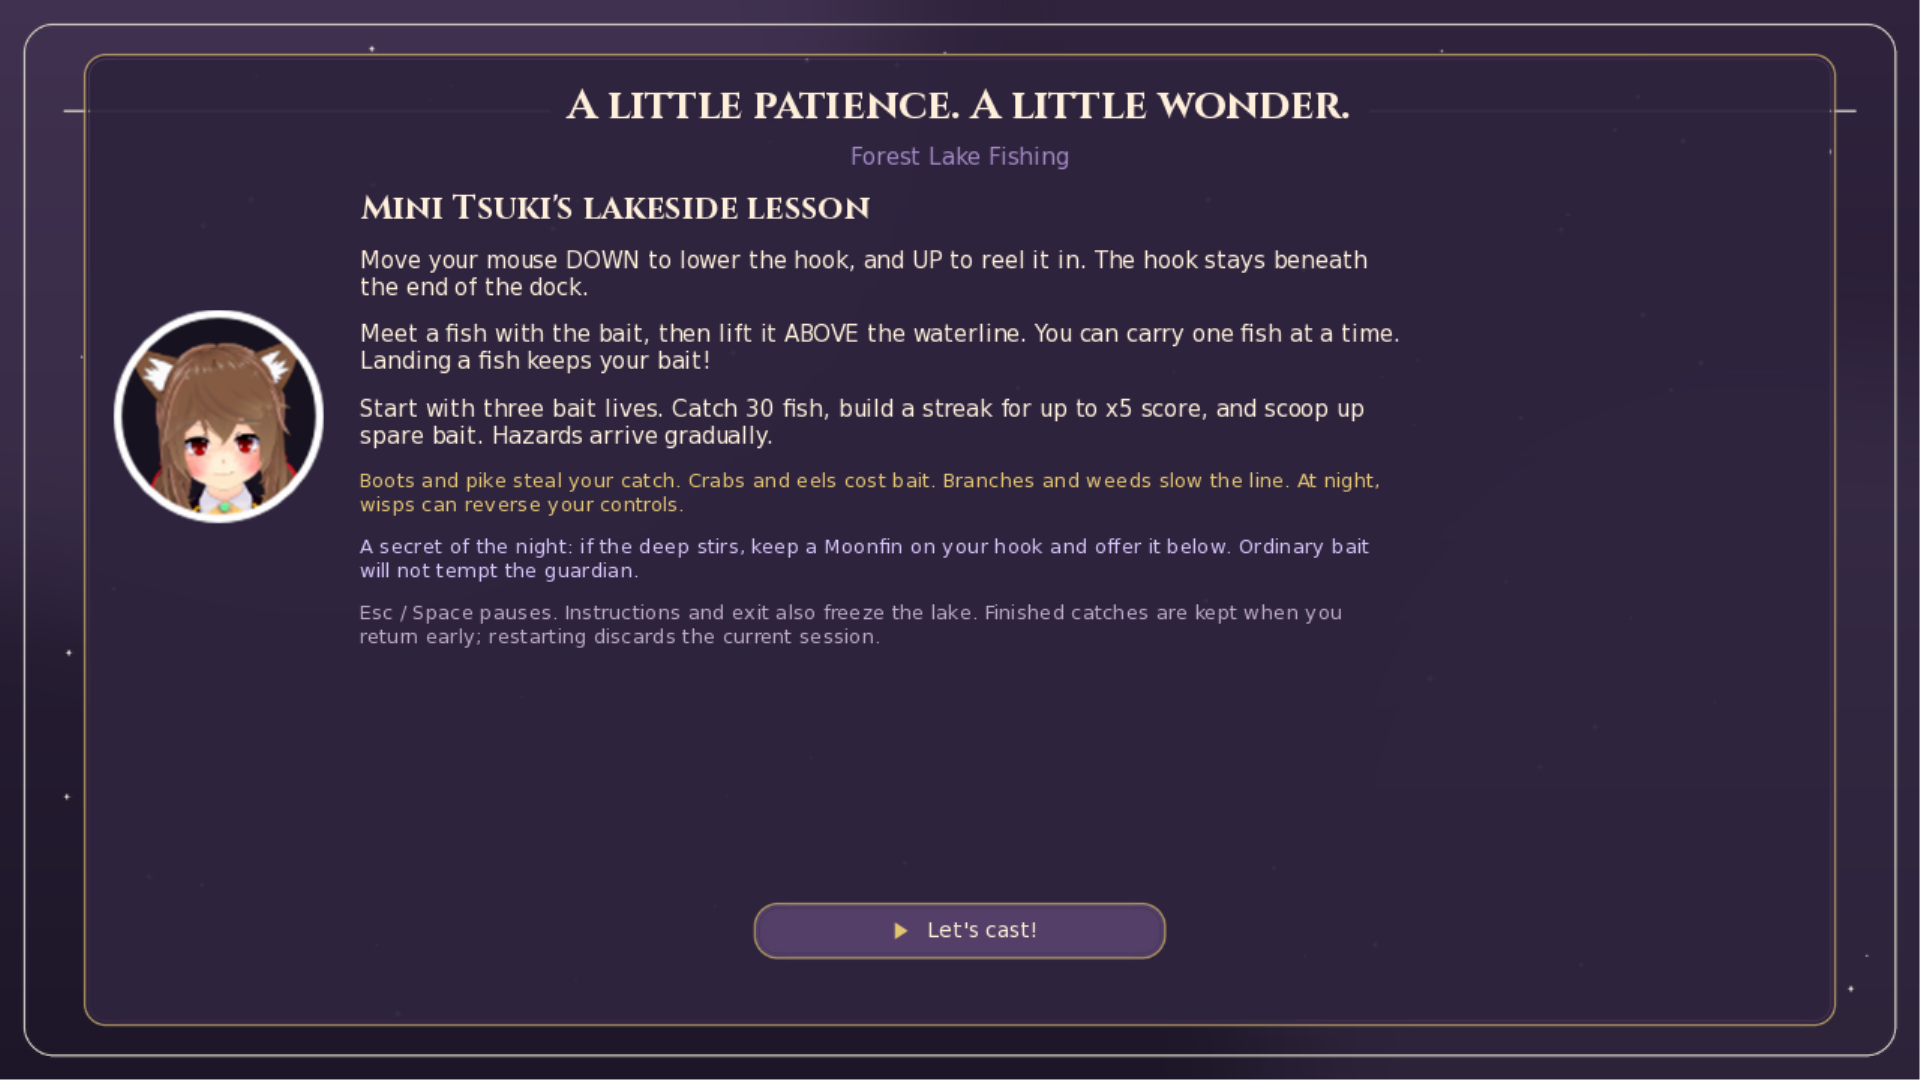 A LITTLE PATIENCE. A LITTLE WONDER.
Forest Lake Fishing
MINI TSUKI'S LAKESIDE LESSON
Move your mouse DOWN to lower the hook, and UP to reel it in. The hook stays beneath
the end of the dock.
Meet a fish with the bait, then lift it ABOVE the waterline. You can carry one fish at a time.
Landing a fish keeps your bait!
Start with three bait lives. Catch 30 fish, build a streak for up to x5 score, and scoop up
spare bait. Hazards arrive gradually.
Boots and pike steal your catch. Crabs and eels cost bait. Branches and weeds slow the line. At night,
wisps can reverse your controls.
A secret of the night: if the deep stirs, keep a Moonfin on your hook and offer it below. Ordinary bait
will not tempt the guardian.
Esc / Space pauses. Instructions and exit also freeze the lake. Finished catches are kept when you
return early; restarting discards the current session.
Let's cast!